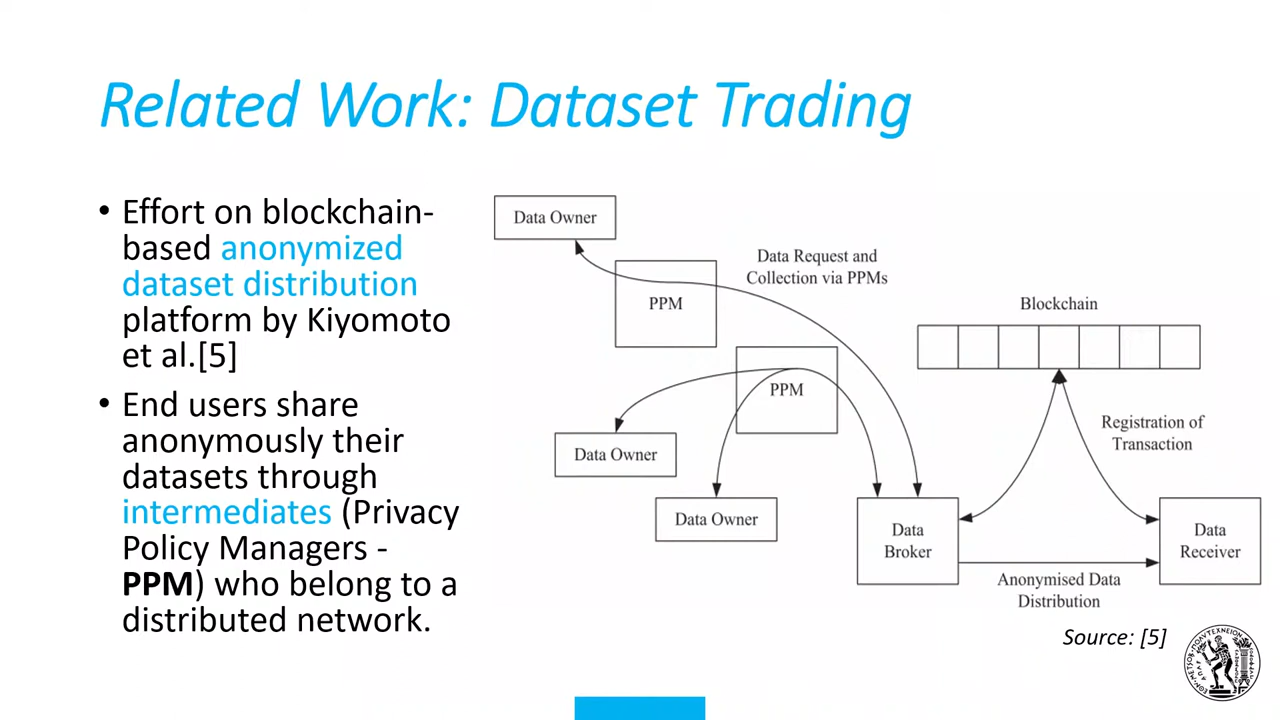 Related Work: Dataset Trading
• Effort on blockchain-
based anonymized
dataset distribution
platform by Kiyomoto
et al.[5]
• End users share
anonymously their
datasets through
intermediates (Privacy
Policy Managers -
PPM) who belong to a
distributed network.
Data Owner
Data Request and
Collection via PPMs
PPM
Blockchain
PPM
Registration of
Transaction
Data Owner
Data Owner
Data
Broker
Data
Receiver
Anonymised Data
Distribution
Source: [5]